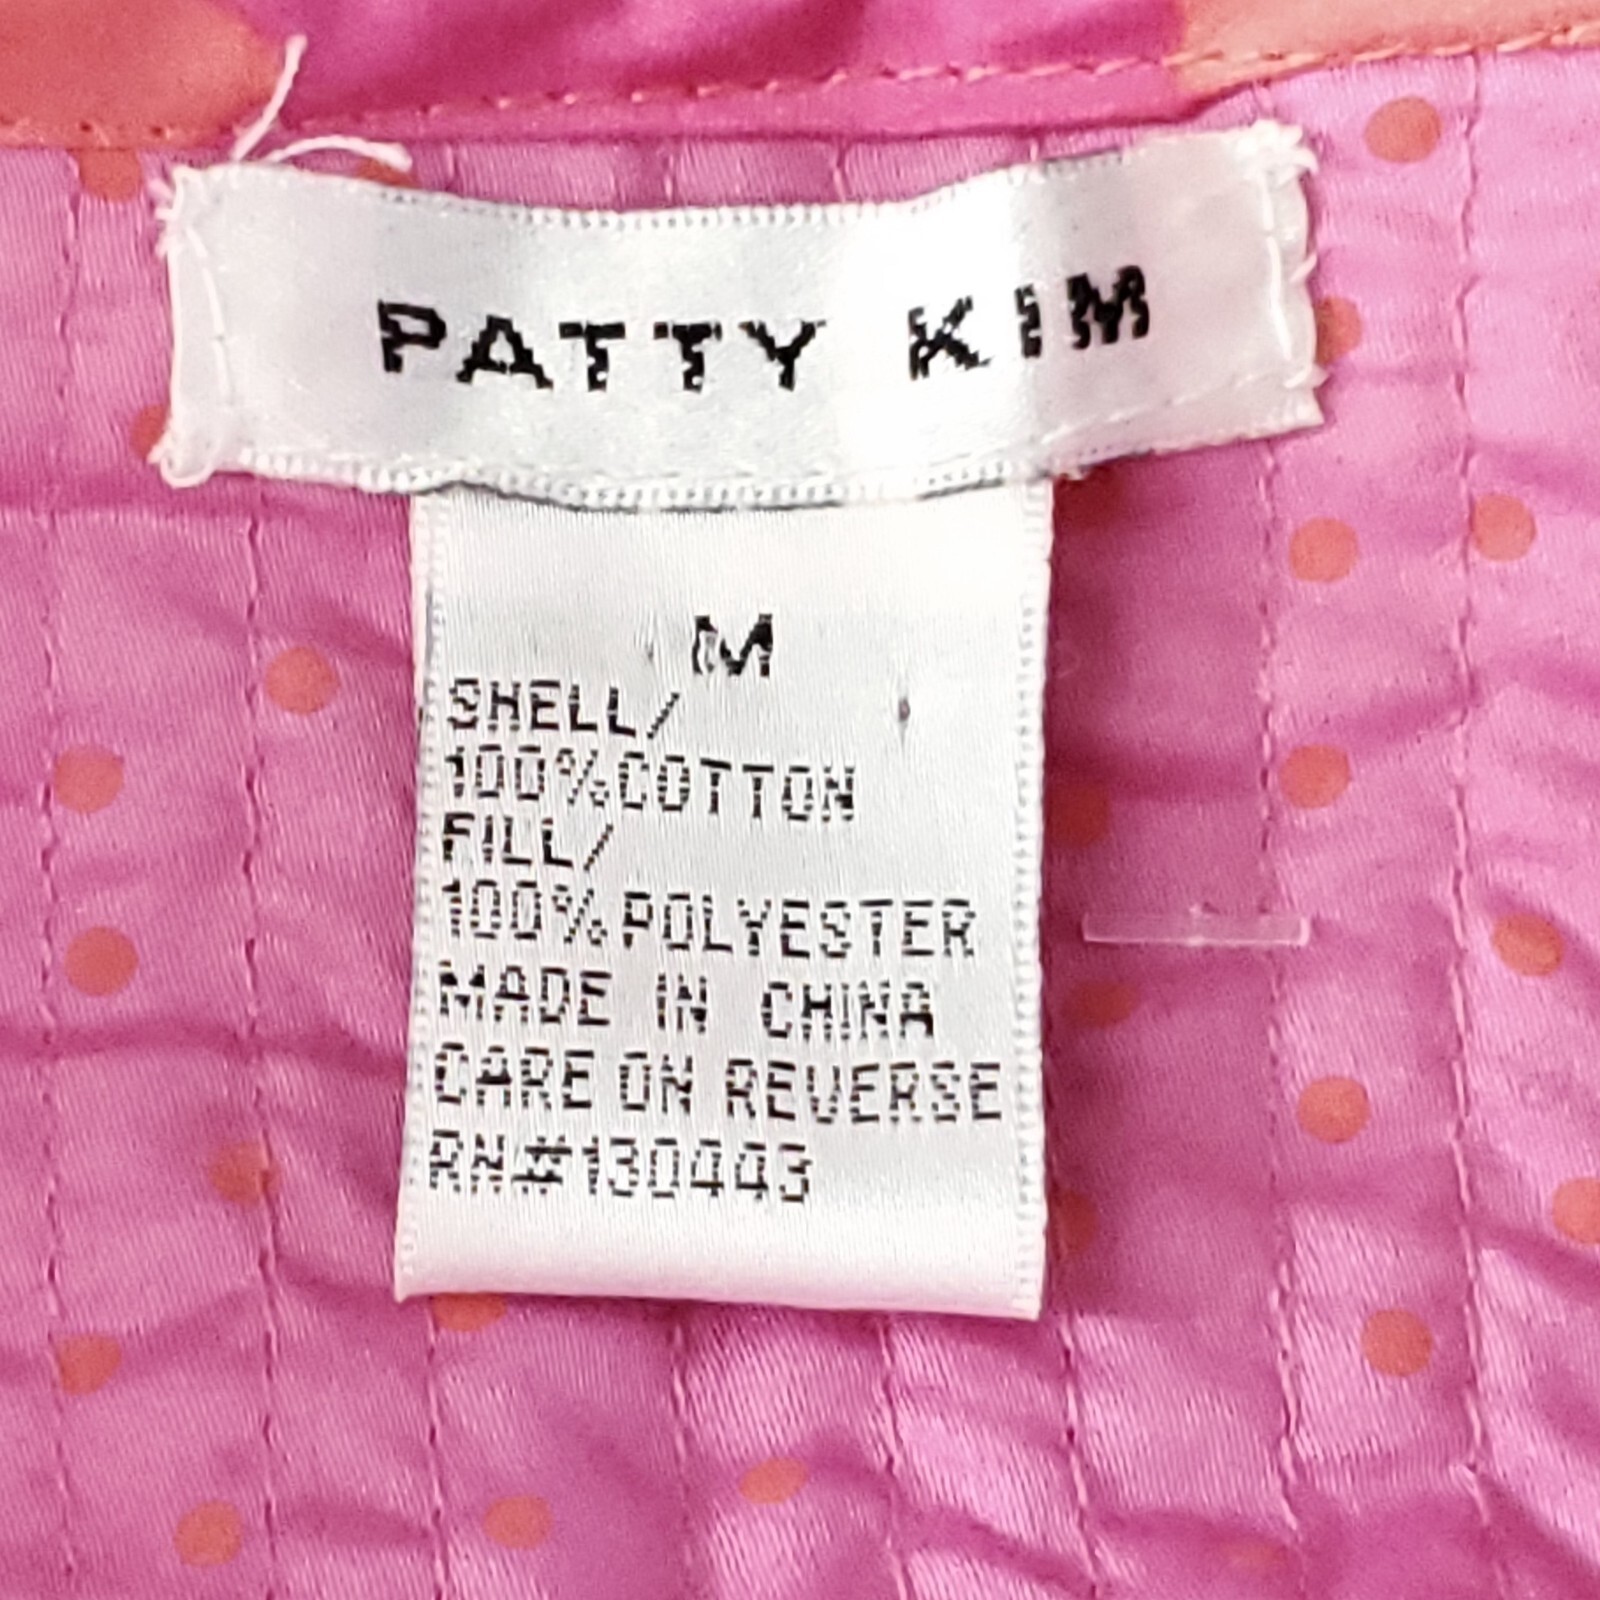 PATTY KIM
M
SHELL/
100%COTTON
FILL/
100%POLYESTER
MADE IN CHINA
CARE ON REVERSE
RN#130443